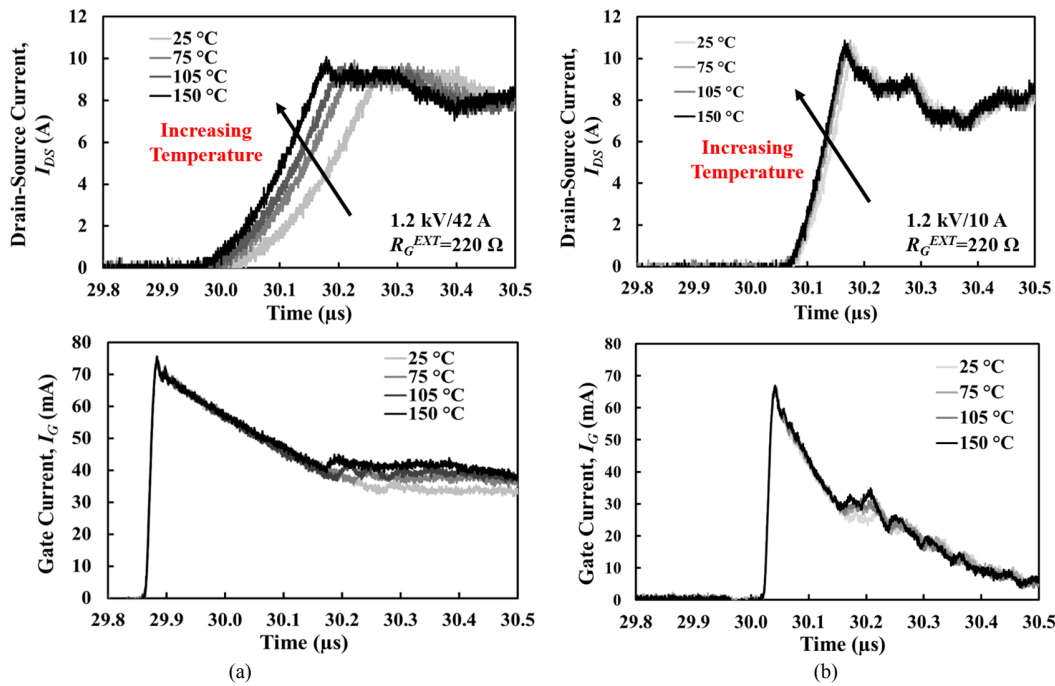 Drain-Source Current,
I_DS (A)
12
10
8
6
4
2
0
25 °C
75 °C
105 °C
150 °C
Increasing
Temperature
1.2 kV/42 A
R_G^EXT=220 Ω
29.8 29.9 30.0 30.1 30.2 30.3 30.4 30.5
Time (μs)
Drain-Source Current,
I_DS (A)
12
10
8
6
4
2
0
25 °C
75 °C
105 °C
150 °C
Increasing
Temperature
1.2 kV/10 A
R_G^EXT=220 Ω
29.8 29.9 30.0 30.1 30.2 30.3 30.4 30.5
Time (μs)
Gate Current, I_G (mA)
80
70
60
50
40
30
20
10
0
25 °C
75 °C
105 °C
150 °C
29.8 29.9 30.0 30.1 30.2 30.3 30.4 30.5
Time (μs)
(a)
Gate Current, I_G (mA)
80
70
60
50
40
30
20
10
0
25 °C
75 °C
105 °C
150 °C
29.8 29.9 30.0 30.1 30.2 30.3 30.4 30.5
Time (μs)
(b)